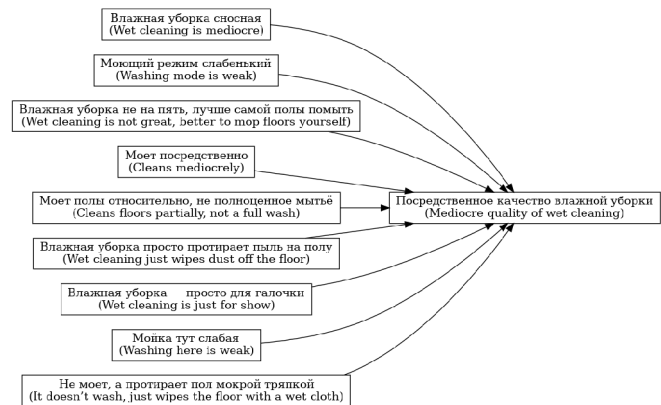 Влажная уборка сносная
(Wet cleaning is mediocre)
Моющий режим слабенький
(Washing mode is weak)
Влажная уборка не на пять, лучше самой полы помыть
(Wet cleaning is not great, better to mop floors yourself)
Моет посредственно
(Cleans mediocrely)
Моет полы относительно, не полноценное мытьё
(Cleans floors partially, not a full wash)
Посредственное качество влажной уборки
(Mediocre quality of wet cleaning)
Влажная уборка просто протирает пыль на полу
(Wet cleaning just wipes dust off the floor)
Влажная уборка просто для галочки
(Wet cleaning is just for show)
Мойка тут слабая
(Washing here is weak)
Не моет, а протирает пол мокрой тряпкой
(It doesn't wash, just wipes the floor with a wet cloth)